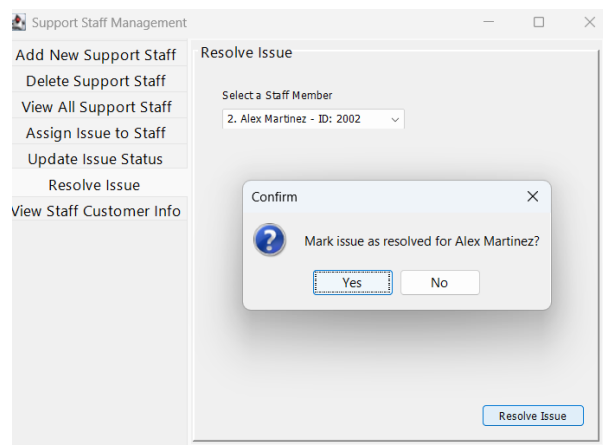 Support Staff Management
Add New Support Staff
Delete Support Staff
View All Support Staff
Assign Issue to Staff
Update Issue Status
Resolve Issue
View Staff Customer Info
Resolve Issue
Select a Staff Member
2. Alex Martinez - ID: 2002
Confirm
Mark issue as resolved for Alex Martinez?
Yes
No
Resolve Issue